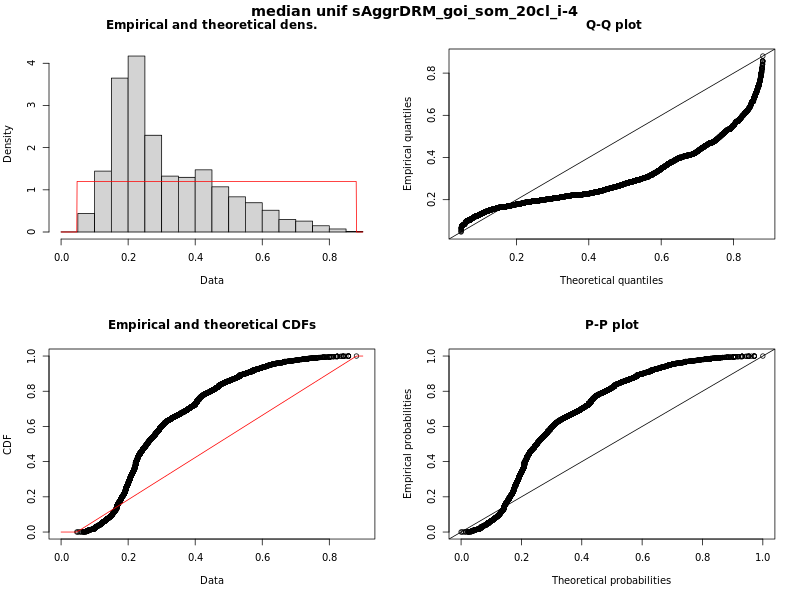 median unif sAggrDRM_goi_som_20cl_i-4
Empirical and theoretical dens.
Density
0 1 2 3 4
0.0 0.2 0.4 0.6 0.8
Data
Q-Q plot
Empirical quantiles
0.2 0.4 0.6 0.8
0.2 0.4 0.6 0.8
Theoretical quantiles
Empirical and theoretical CDFs
CDF
0.0 0.2 0.4 0.6 0.8 1.0
0.0 0.2 0.4 0.6 0.8
Data
P-P plot
Empirical probabilities
0.0 0.2 0.4 0.6 0.8 1.0
0.0 0.2 0.4 0.6 0.8 1.0
Theoretical probabilities